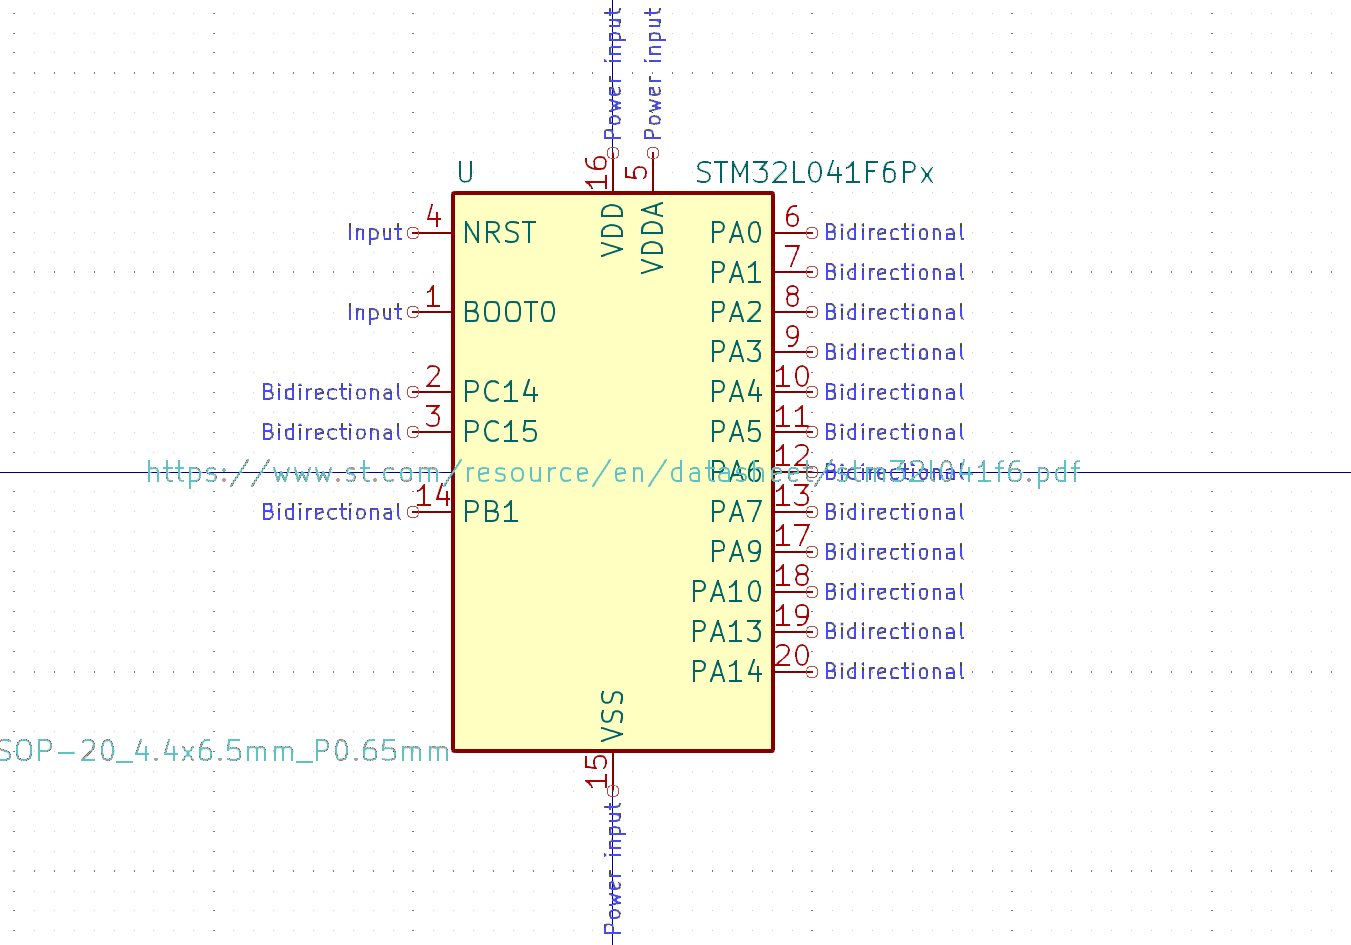 Power input
Power input
16
5
U
STM32L041F6Px
VDD
VDDA
Input 4 NRST
PA0 6 Bidirectional
PA1 7 Bidirectional
Input 1 BOOT0
PA2 8 Bidirectional
PA3 9 Bidirectional
Bidirectional 2 PC14
PA4 10 Bidirectional
Bidirectional 3 PC15
PA5 11 Bidirectional
https://www.st.com/resource/en/datasheet/stm32l041f6.pdf
PA6 12 Bidirectional
Bidirectional 14 PB1
PA7 13 Bidirectional
PA9 17 Bidirectional
PA10 18 Bidirectional
PA13 19 Bidirectional
PA14 20 Bidirectional
VSS
SOP-20_4.4x6.5mm_P0.65mm
15
Power input